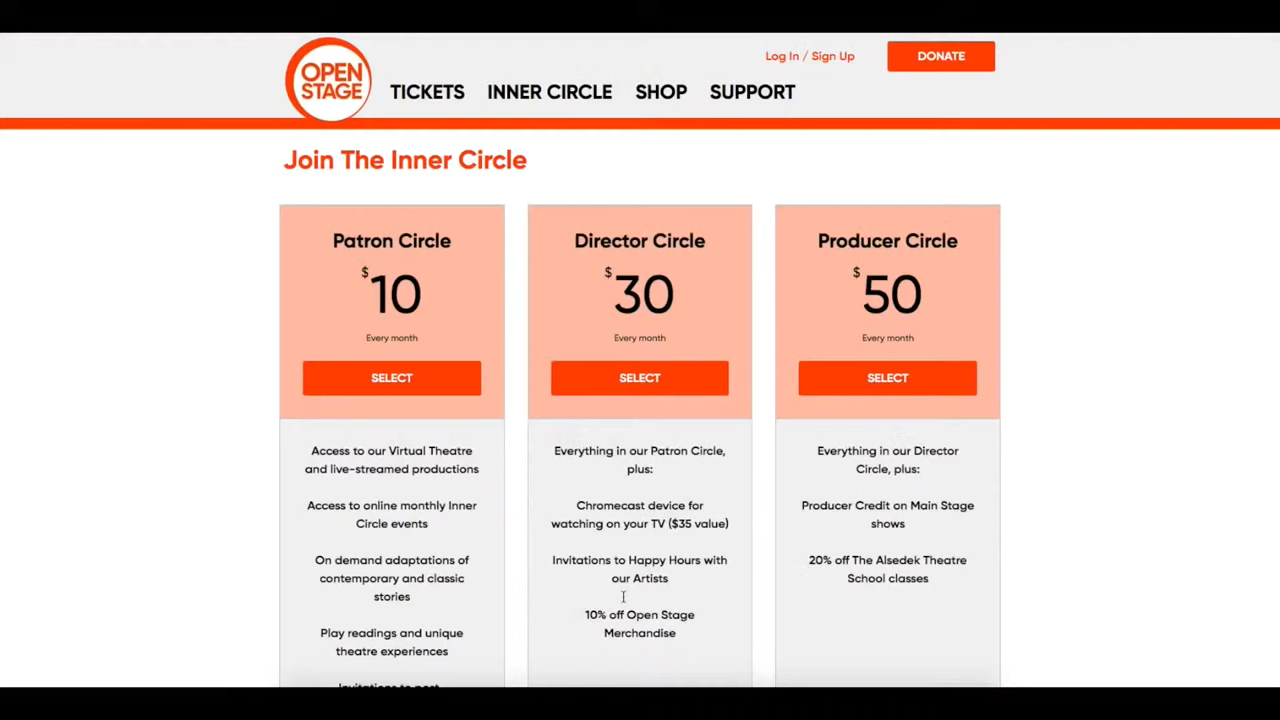 OPEN
STAGE
Log In / Sign Up
DONATE
TICKETS
INNER CIRCLE
SHOP
SUPPORT
Join The Inner Circle
Patron Circle
$10
Every month
SELECT
Access to our Virtual Theatre
and live-streamed productions
Access to online monthly Inner
Circle events
On demand adaptations of
contemporary and classic
stories
Play readings and unique
theatre experiences
Invitations to post
Director Circle
$30
Every month
SELECT
Everything in our Patron Circle,
plus:
Chromecast device for
watching on your TV ($35 value)
Invitations to Happy Hours with
our Artists
10% off Open Stage
Merchandise
Producer Circle
$50
Every month
SELECT
Everything in our Director
Circle, plus:
Producer Credit on Main Stage
shows
20% off The Alsedek Theatre
School classes